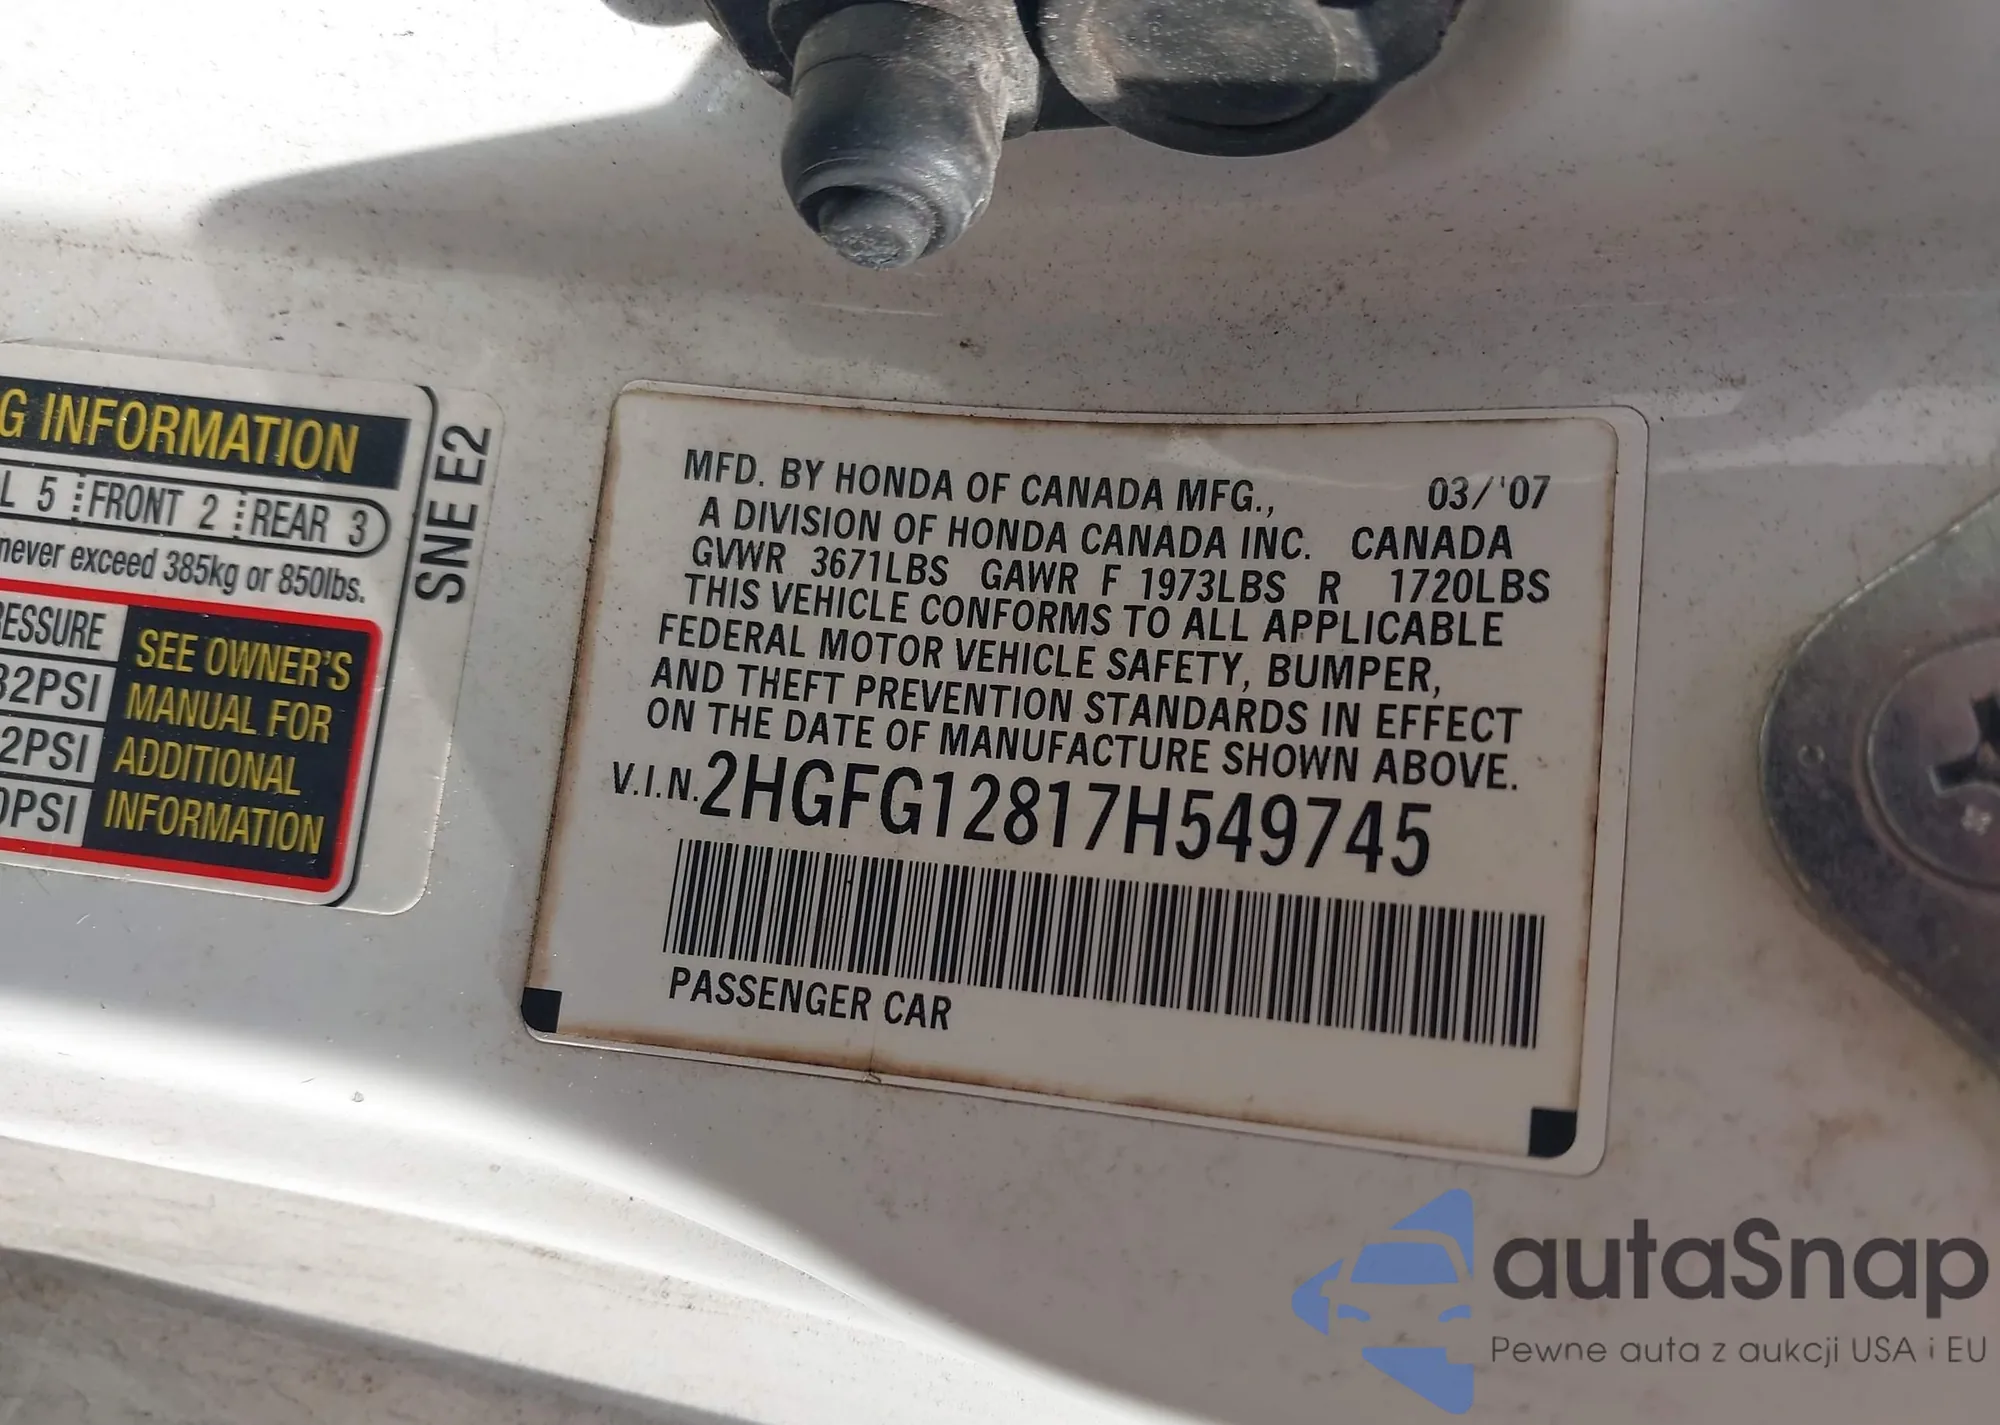 G INFORMATION
L 5 FRONT 2 REAR 3
never exceed 385kg or 850lbs.
ESSURE
32PSI
2PSI
0PSI
SEE OWNER'S
MANUAL FOR
ADDITIONAL
INFORMATION
SNE E2
MFD. BY HONDA OF CANADA MFG., 03/'07
A DIVISION OF HONDA CANADA INC. CANADA
GVWR 3671LBS GAWR F 1973LBS R 1720LBS
THIS VEHICLE CONFORMS TO ALL APPLICABLE
FEDERAL MOTOR VEHICLE SAFETY, BUMPER,
AND THEFT PREVENTION STANDARDS IN EFFECT
ON THE DATE OF MANUFACTURE SHOWN ABOVE.
V.I.N. 2HGFG12817H549745
PASSENGER CAR
autaSnap
Pewne auta z aukcji USA i EU